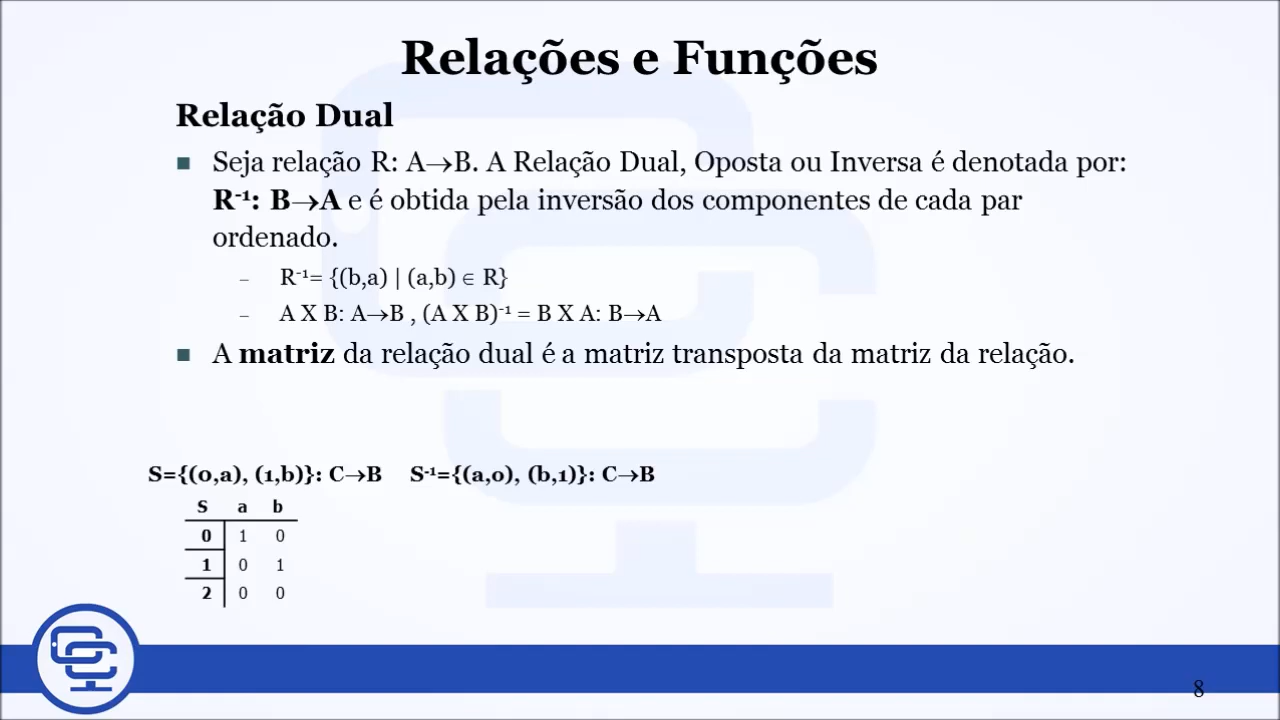 Relações e Funções
Relação Dual
■ Seja relação R: A→B. A Relação Dual, Oposta ou Inversa é denotada por:
R⁻¹: B→A e é obtida pela inversão dos componentes de cada par
ordenado.
– R⁻¹= {(b,a) | (a,b) ∈ R}
– A X B: A→B , (A X B)⁻¹ = B X A: B→A
■ A matriz da relação dual é a matriz transposta da matriz da relação.
S={(0,a), (1,b)}: C→B S⁻¹={(a,0), (b,1)}: C→B
S a b
0 1 0
1 0 1
2 0 0
8